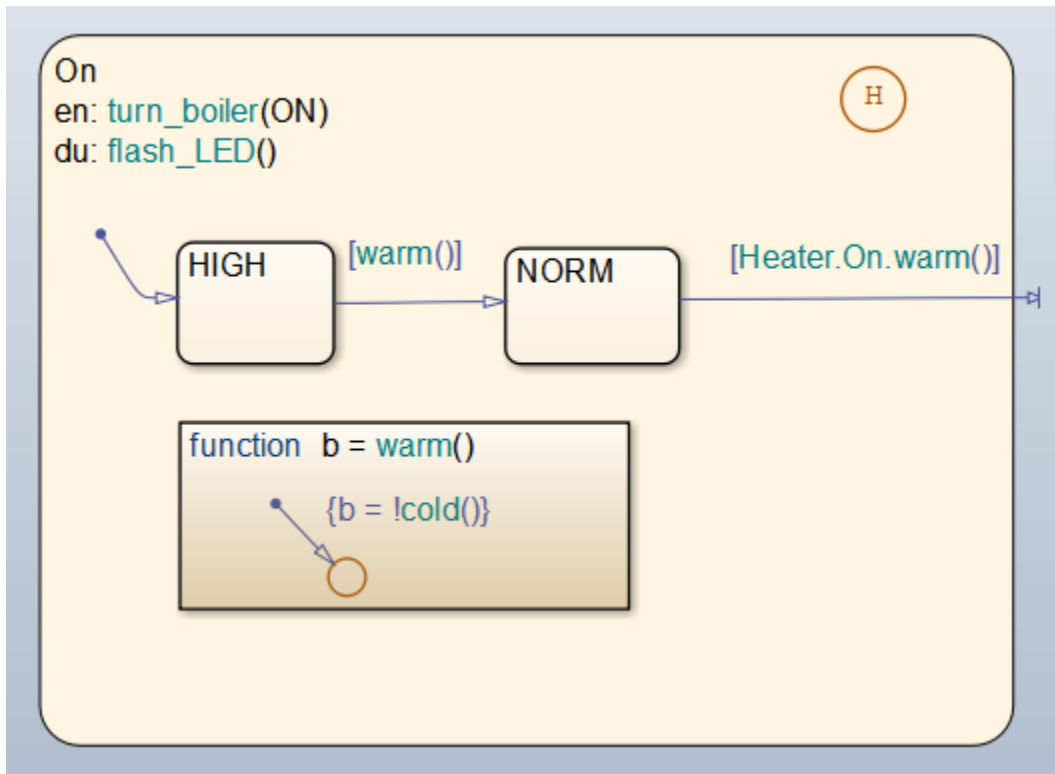 On
en: turn_boiler(ON)
du: flash_LED()
H
HIGH
[warm()]
NORM
[Heater.On.warm()]
function b = warm()
{b = !cold()}